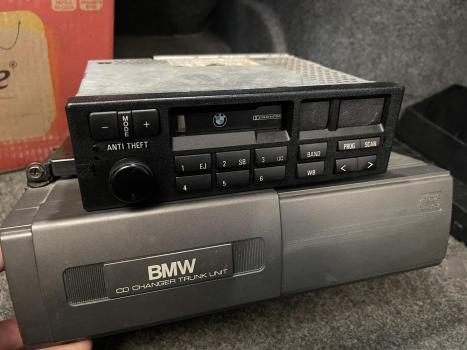 e
®
− MODE +
ANTI THEFT
1 EJ 2 SB 3
4 5 6
BAND PROG SCAN
WB < >
BMW
CD CHANGER TRUNK UNIT